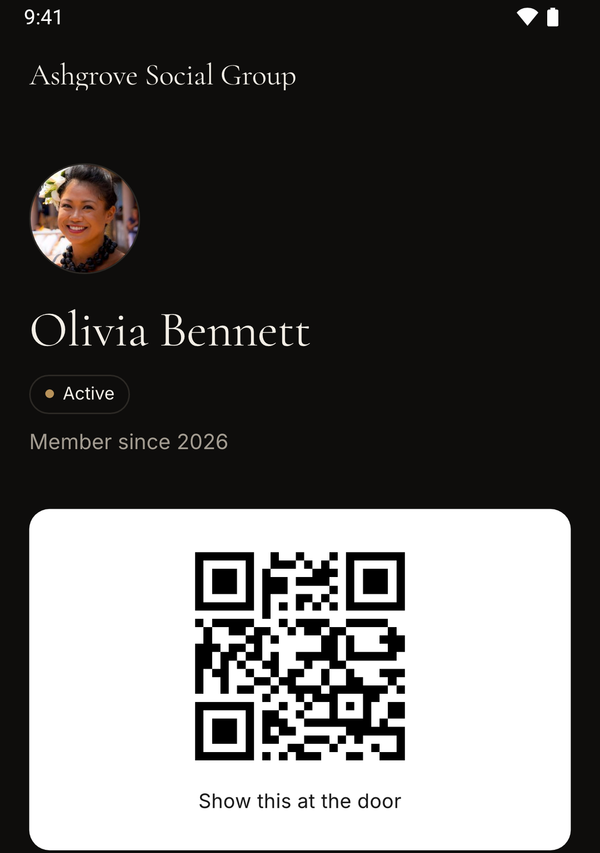 9:41
Ashgrove Social Group
Olivia Bennett
Active
Member since 2026
Show this at the door